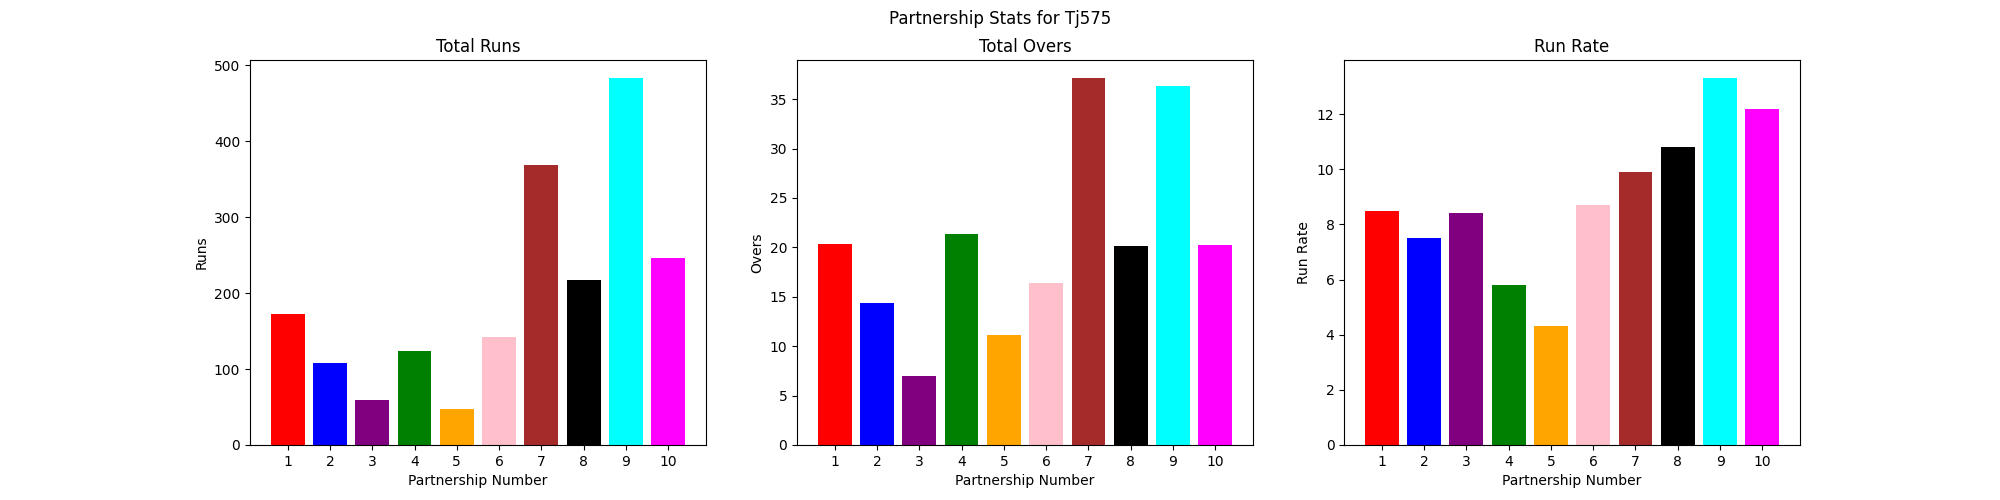 Partnership Stats for Tj575
Total Runs
500
400
300
200
100
0
Runs
1 2 3 4 5 6 7 8 9 10
Partnership Number
Total Overs
35
30
25
20
15
10
5
0
Overs
1 2 3 4 5 6 7 8 9 10
Partnership Number
Run Rate
12
10
8
6
4
2
0
Run Rate
1 2 3 4 5 6 7 8 9 10
Partnership Number